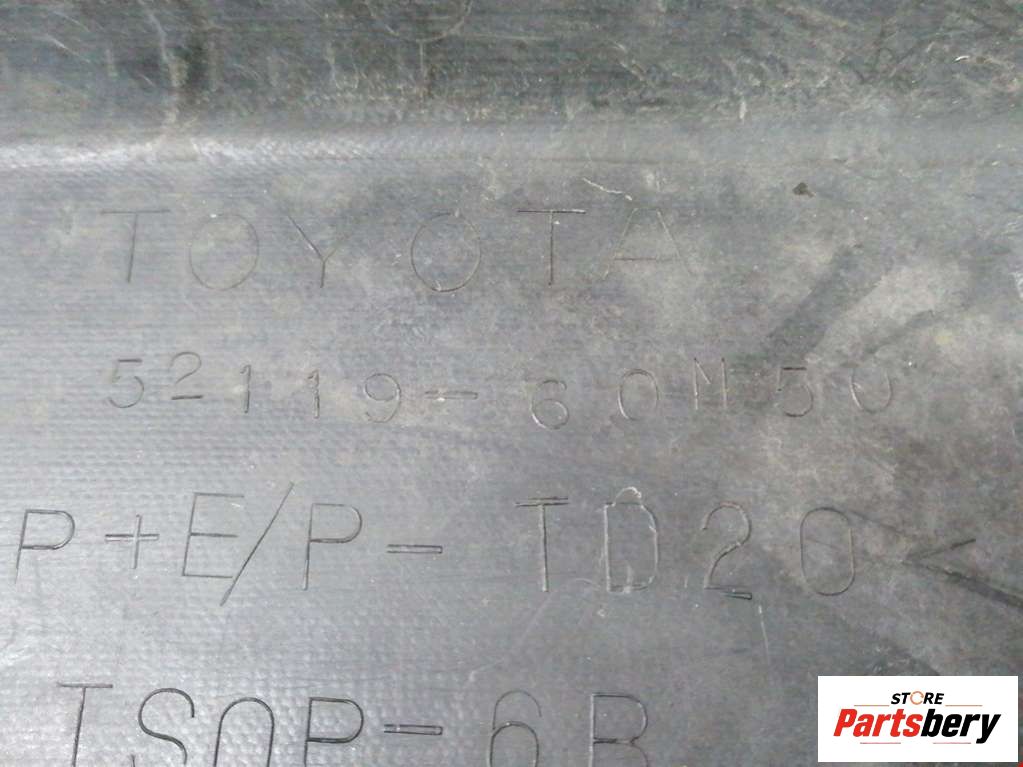 TOYOTA
52119-60M50
P+E/P-TD20<
TSOP-6B
STORE
Partsbery